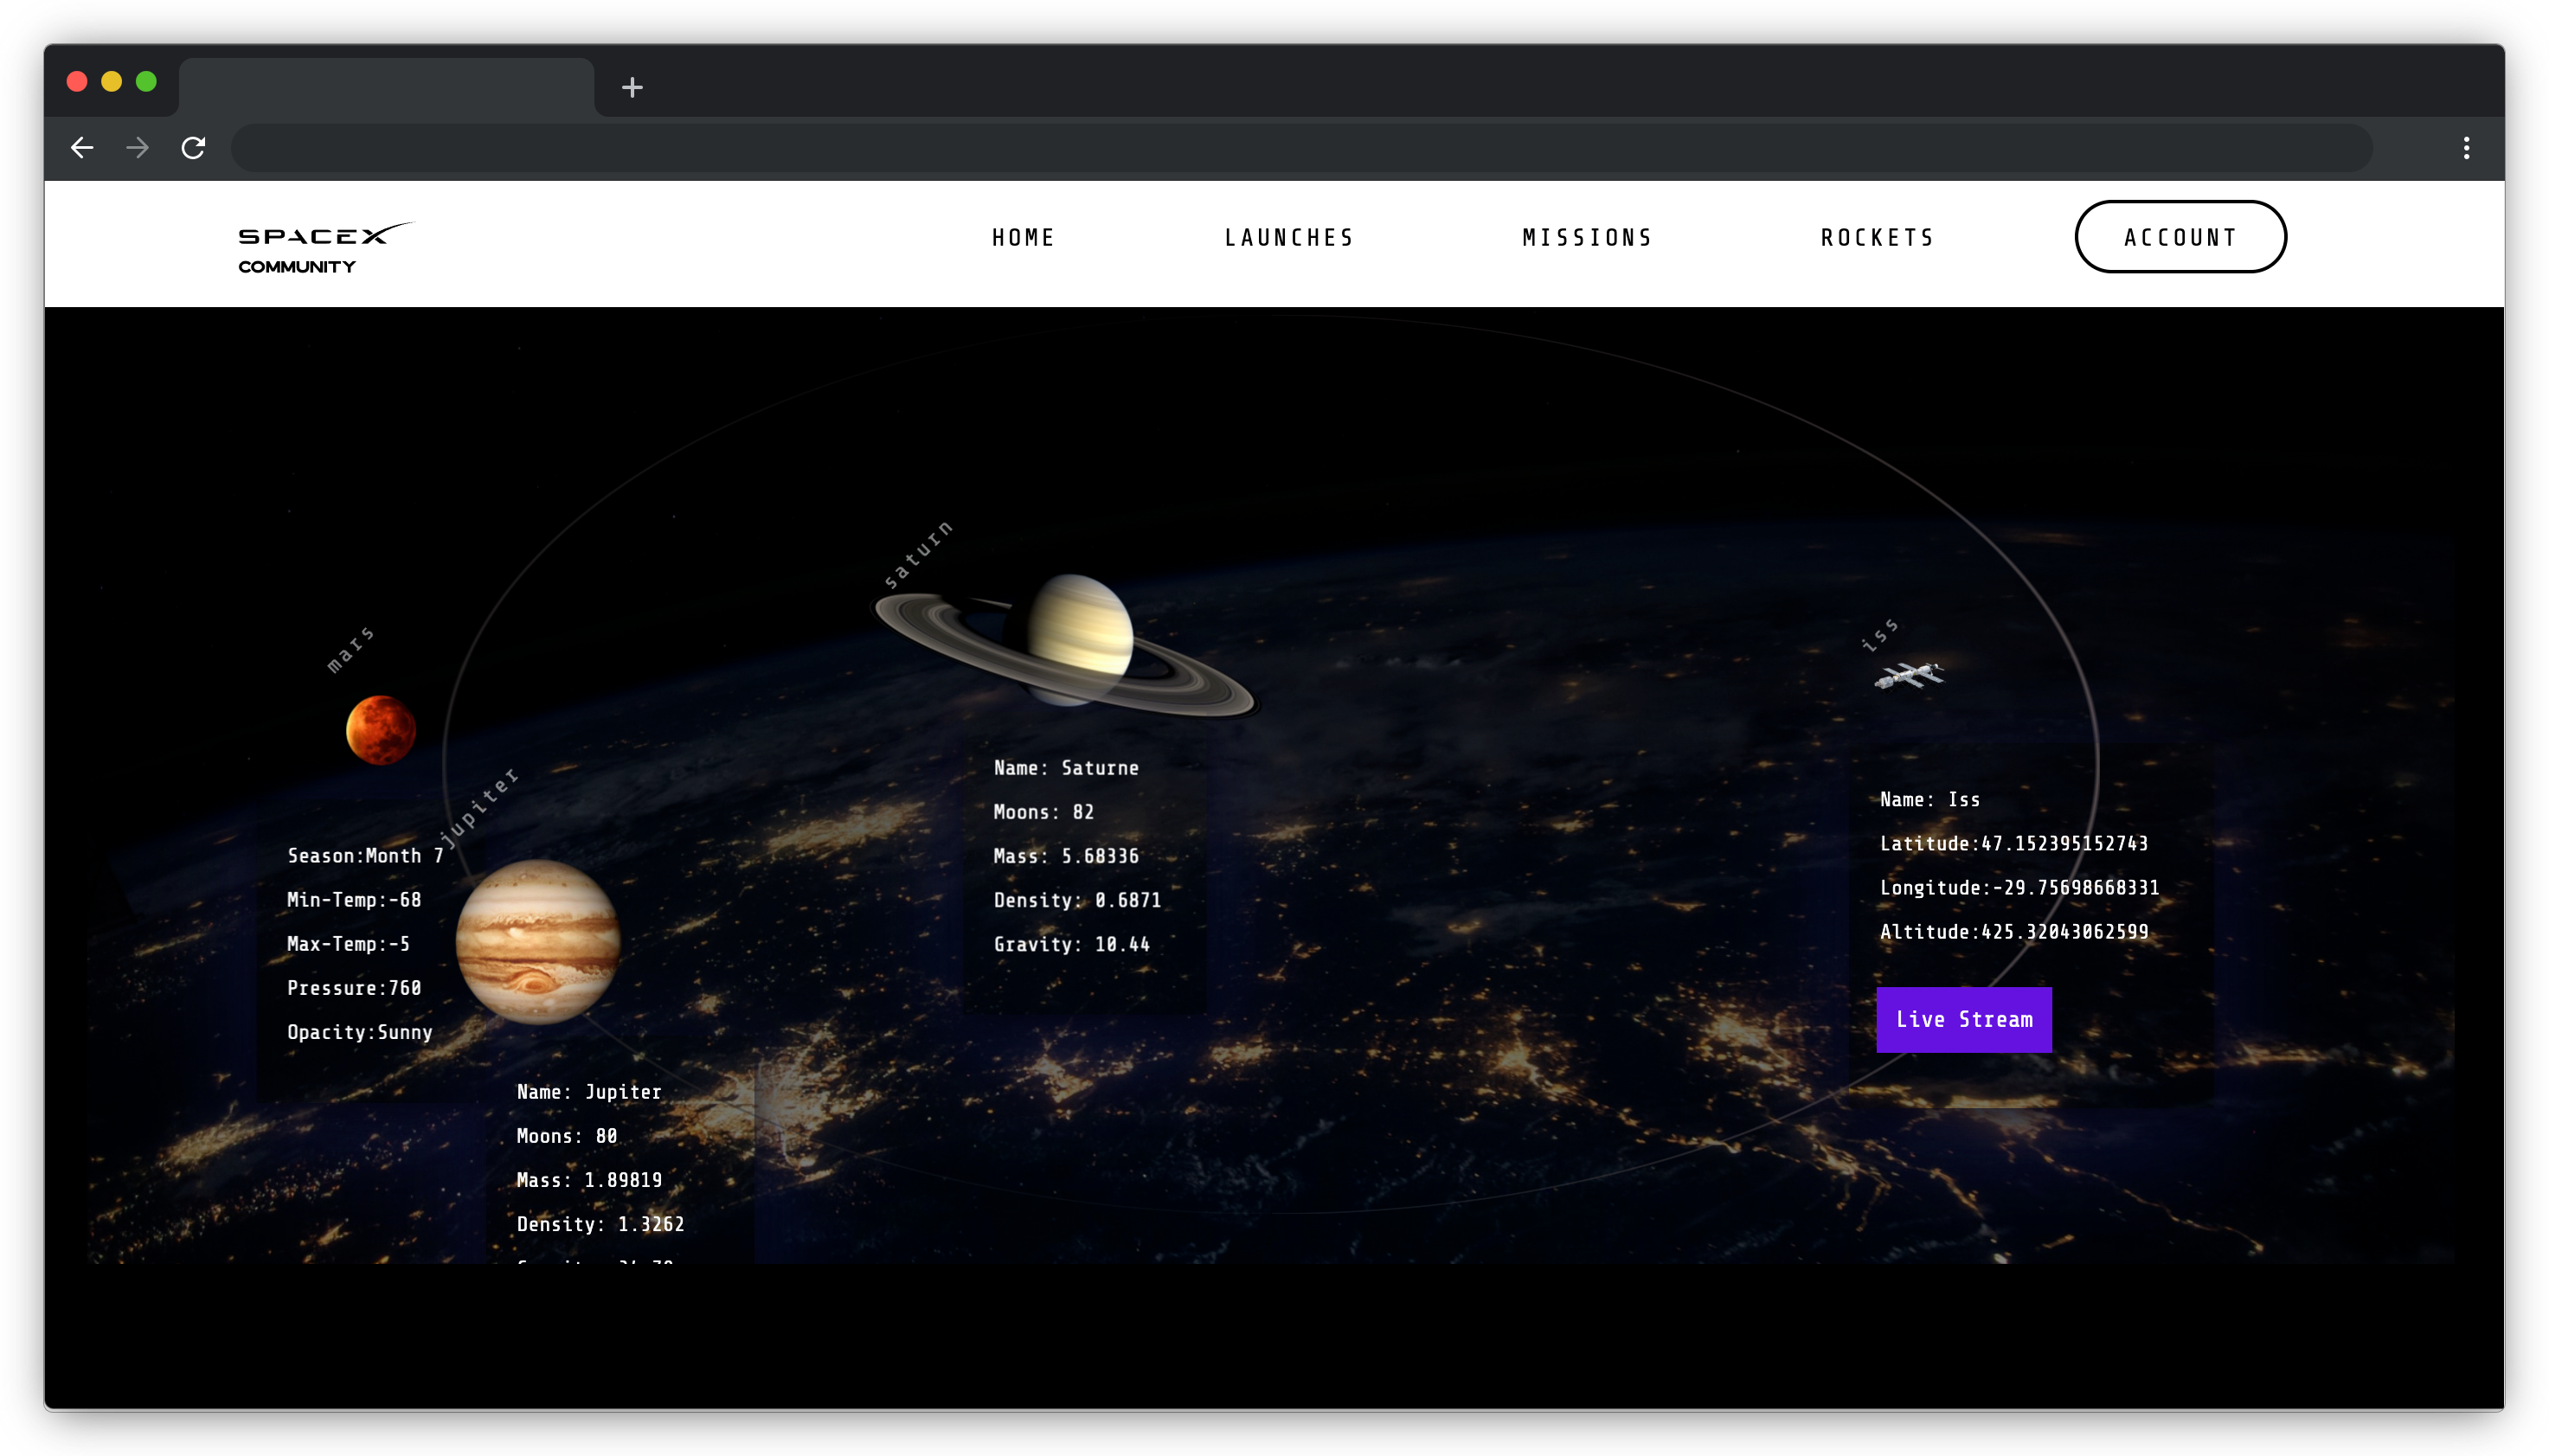 SPACEX
COMMUNITY
HOME
LAUNCHES
MISSIONS
ROCKETS
ACCOUNT
saturn
mars
iss
jupiter
Season:Month 7
Min-Temp:-68
Max-Temp:-5
Pressure:760
Opacity:Sunny
Name: Jupiter
Moons: 80
Mass: 1.89819
Density: 1.3262
Name: Saturne
Moons: 82
Mass: 5.68336
Density: 0.6871
Gravity: 10.44
Name: Iss
Latitude:47.152395152743
Longitude:-29.75698668331
Altitude:425.32043062599
Live Stream